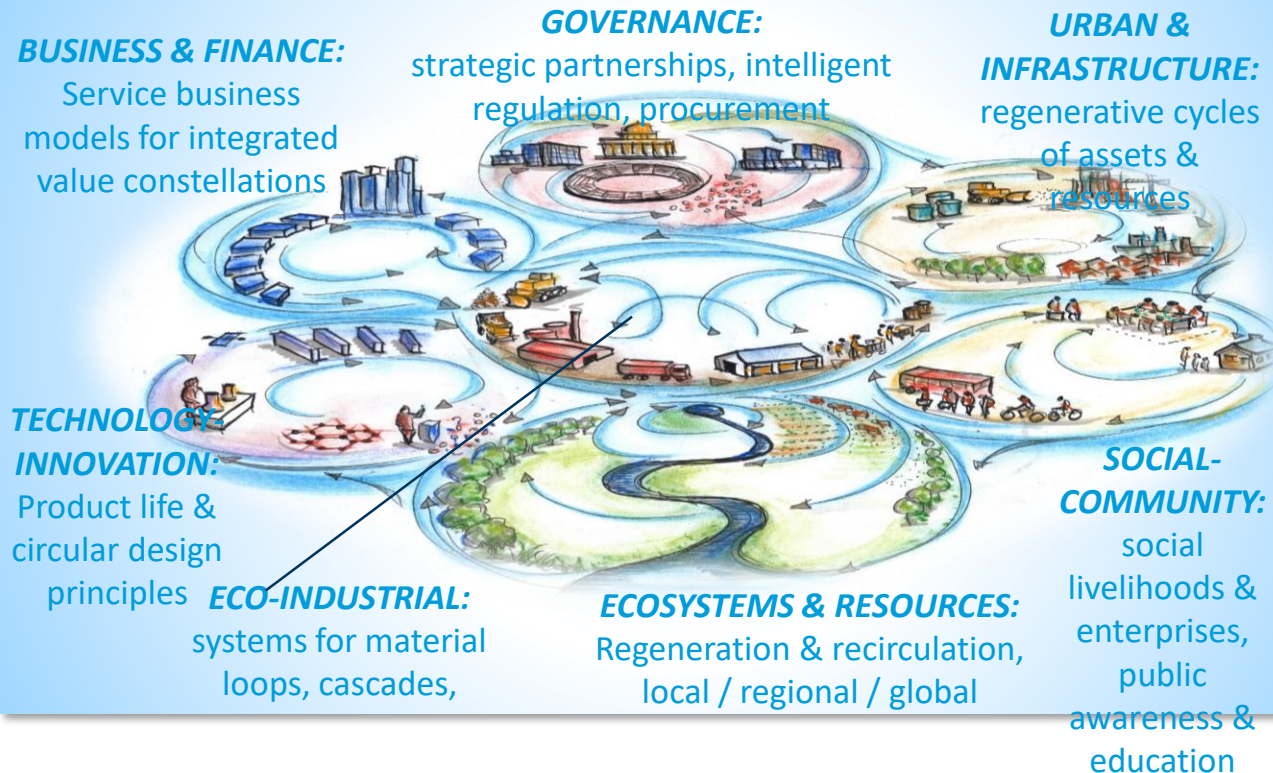 BUSINESS & FINANCE:
Service business
models for integrated
value constellations
GOVERNANCE:
strategic partnerships, intelligent
regulation, procurement
URBAN &
INFRASTRUCTURE:
regenerative cycles
of assets &
resources
TECHNOLOGY-
INNOVATION:
Product life &
circular design
principles
ECO-INDUSTRIAL:
systems for material
loops, cascades,
ECOSYSTEMS & RESOURCES:
Regeneration & recirculation,
local / regional / global
SOCIAL-
COMMUNITY:
social
livelihoods &
enterprises,
public
awareness &
education